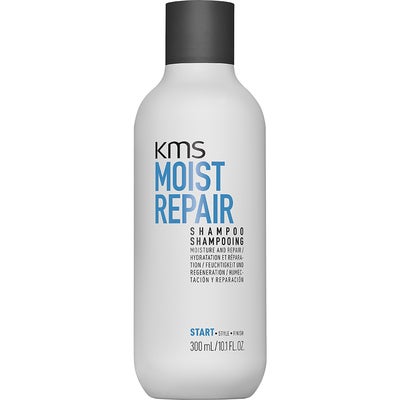 KMS
MOIST
REPAIR
SHAMPOO
SHAMPOOING
MOISTURE AND REPAIR /
HYDRATATION ET RÉPARA-
TION / FEUCHTIGKEIT UND
REGENERATION / HUMEC-
TACIÓN Y REPARACIÓN
START • STYLE • FINISH
300 mL / 10.1 FL. OZ.